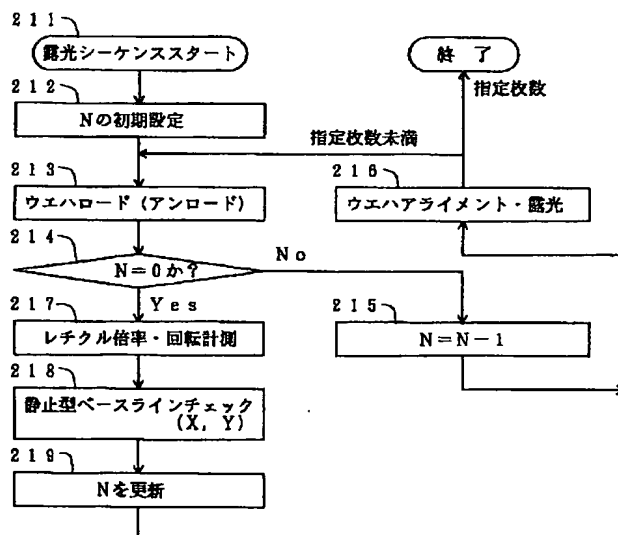 211
露光シーケンススタート
212
Nの初期設定
213
ウエハロード(アンロード)
214
N=0か?
No
Yes
217
レチクル倍率・回転計測
218
静止型ベースラインチェック
(X, Y)
219
Nを更新
終 了
指定枚数
指定枚数未満
216
ウエハアライメント・露光
215
N=N-1